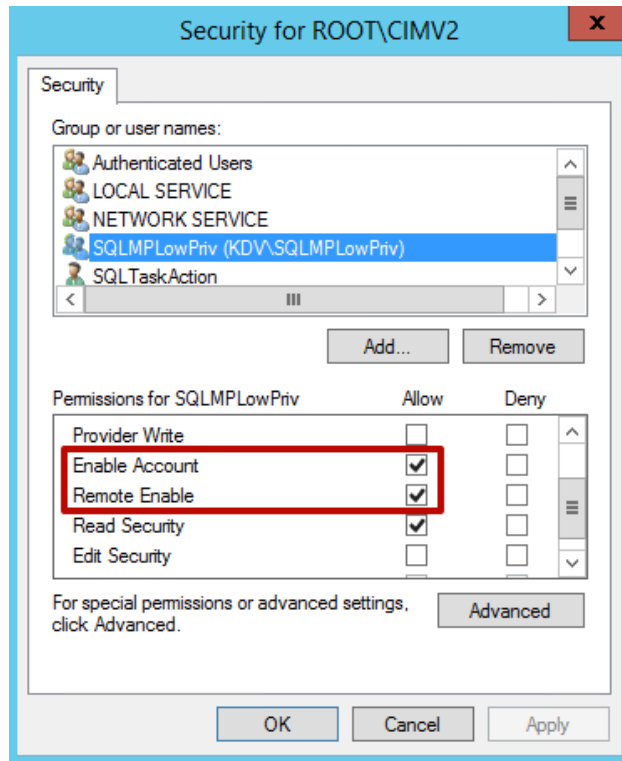 Security for ROOT\CIMV2
x
Security
Group or user names:
Authenticated Users
LOCAL SERVICE
NETWORK SERVICE
SQLMPLowPriv (KDV\SQLMPLowPriv)
SQLTaskAction
Add... Remove
Permissions for SQLMPLowPriv Allow Deny
Provider Write
Enable Account
Remote Enable
Read Security
Edit Security
For special permissions or advanced settings,
click Advanced.
Advanced
OK Cancel Apply